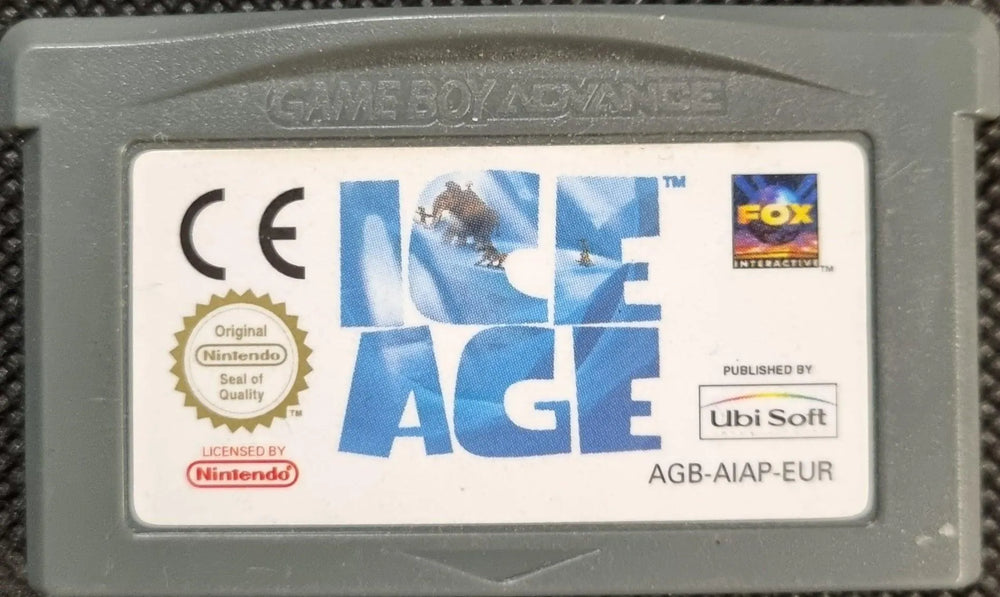 GAME BOY ADVANCE
CE
Original
Nintendo
Seal of
Quality
TM
LICENSED BY
Nintendo®
ICE
AGE
TM
FOX
INTERACTIVE
TM
PUBLISHED BY
Ubi Soft
AGB-AIAP-EUR